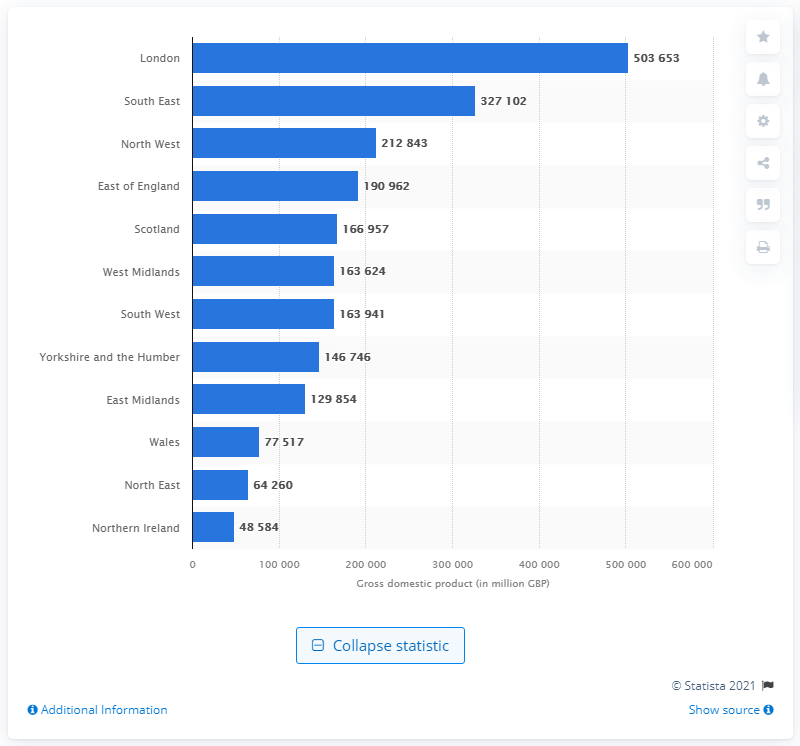 London 503 653
South East 327 102
North West 212 843
East of England 190 962
Scotland 166 957
West Midlands 163 624
South West 163 941
Yorkshire and the Humber 146 746
East Midlands 129 854
Wales 77 517
North East 64 260
Northern Ireland 48 584
0 100 000 200 000 300 000 400 000 500 000 600 000
Gross domestic product (in million GBP)
Collapse statistic
© Statista 2021
Additional Information Show source